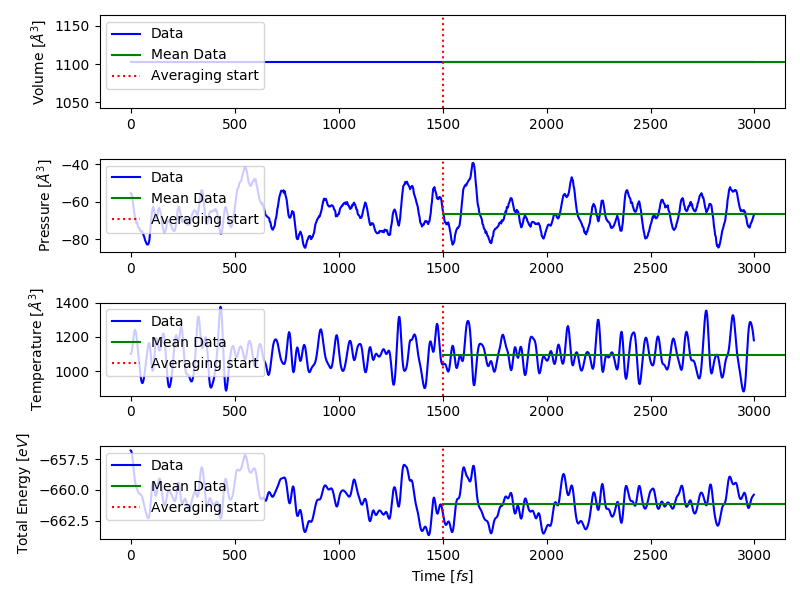 Volume [Å³]
1150
1100
1050
Data
Mean Data
Averaging start
0 500 1000 1500 2000 2500 3000
Pressure [Å³]
−40
−60
−80
Data
Mean Data
Averaging start
0 500 1000 1500 2000 2500 3000
Temperature [Å³]
1400
1200
1000
Data
Mean Data
Averaging start
0 500 1000 1500 2000 2500 3000
Total Energy [eV]
−657.5
−660.0
−662.5
Data
Mean Data
Averaging start
0 500 1000 1500 2000 2500 3000
Time [fs]